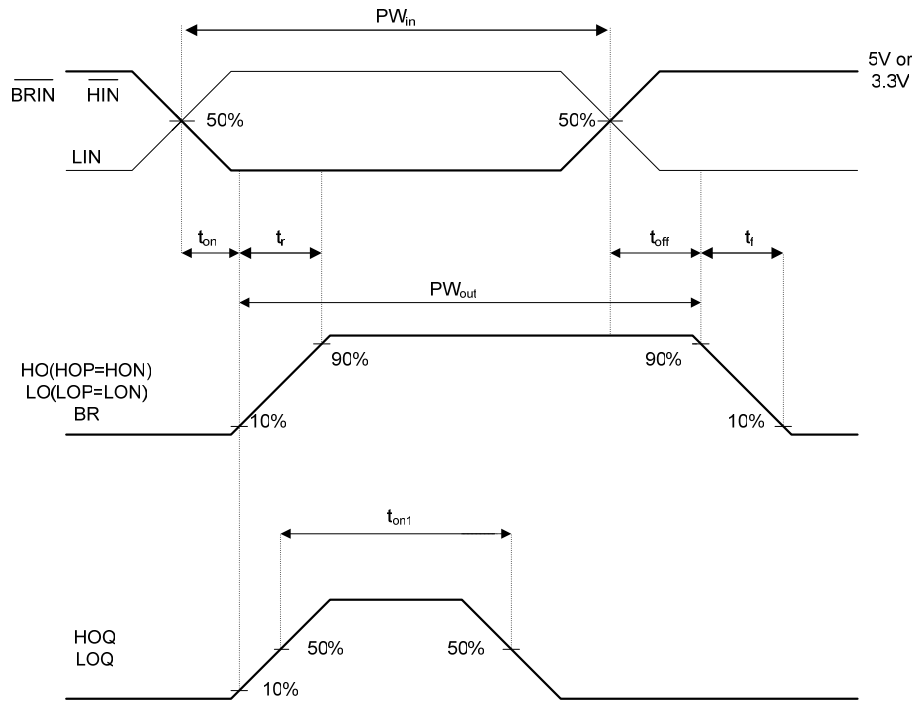 PWin
BRIN HIN
5V or
3.3V
50% 50%
LIN
ton tr toff tf
PWout
HO(HOP=HON)
LO(LOP=LON)
BR
90% 90%
10% 10%
ton1
HOQ
LOQ
50% 50%
10%